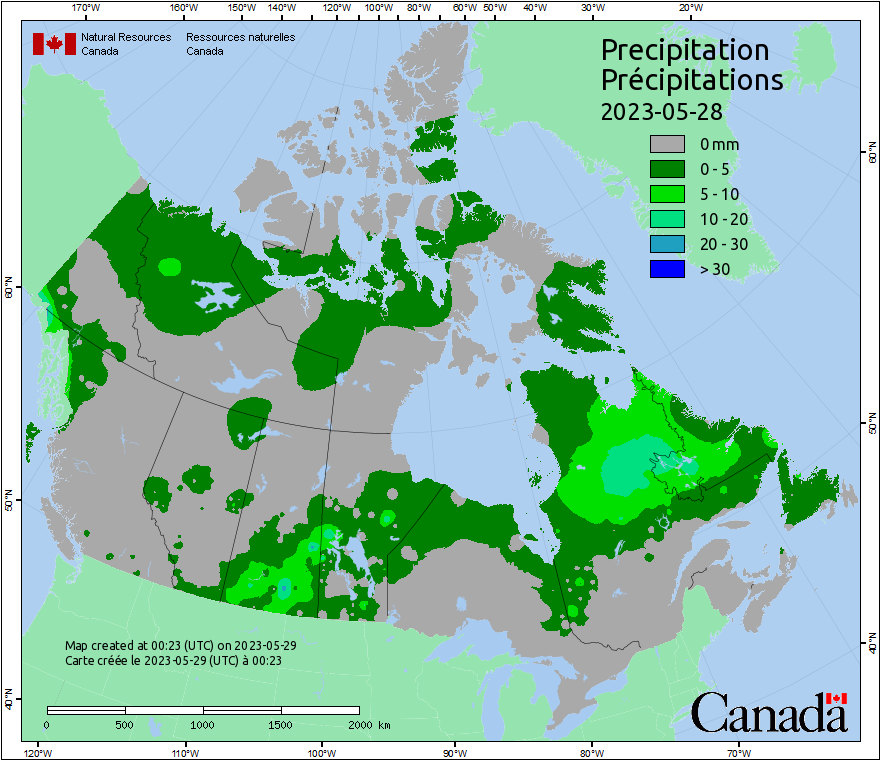 170°W 160°W 150°W 140°W 120°W 100°W 80°W 60°W 50°W 40°W 30°W 20°W
Natural Resources Ressources naturelles
Canada Canada
Precipitation
Précipitations
2023-05-28
0 mm
0 - 5
5 - 10
10 - 20
20 - 30
> 30
60°N
50°N
40°N
60°N
50°N
40°N
Map created at 00:23 (UTC) on 2023-05-29
Carte créée le 2023-05-29 (UTC) à 00:23
0 500 1000 1500 2000 km
Canada
120°W 110°W 100°W 90°W 80°W 70°W